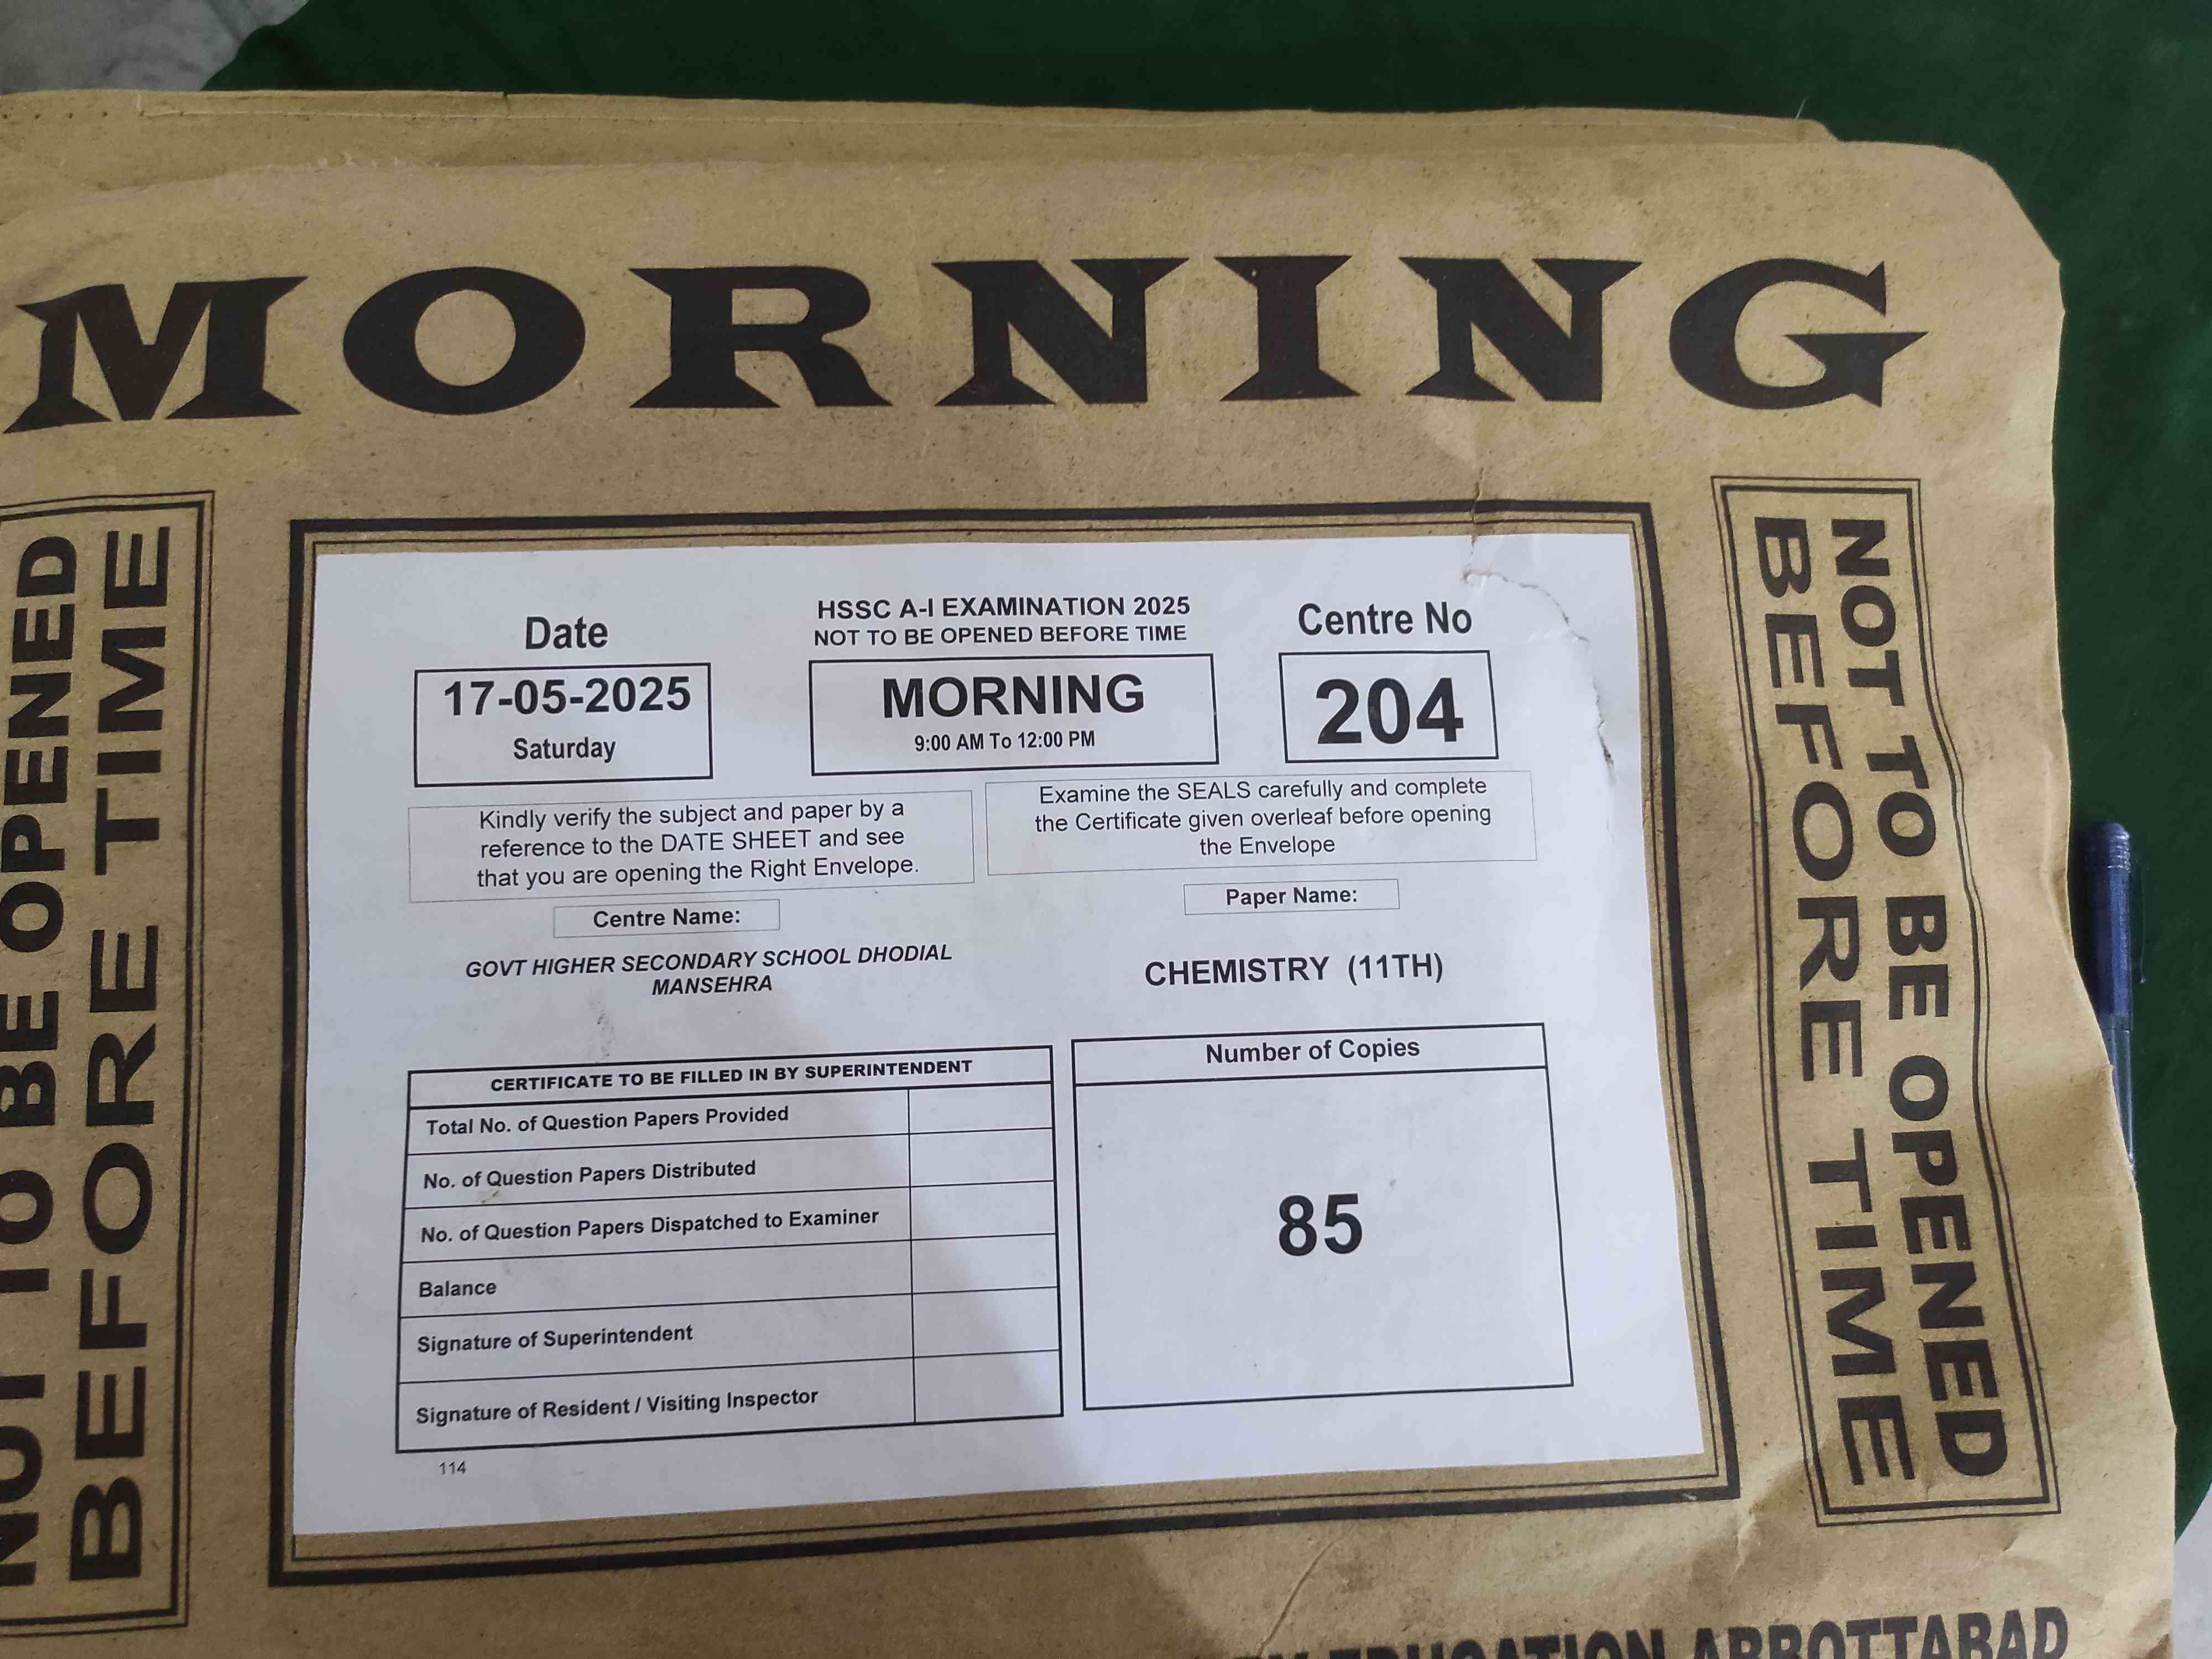 MORNING
NOT TO BE OPENED
BEFORE TIME
Date
17-05-2025
Saturday
HSSC A-I EXAMINATION 2025
NOT TO BE OPENED BEFORE TIME
MORNING
9:00 AM To 12:00 PM
Centre No
204
Kindly verify the subject and paper by a
reference to the DATE SHEET and see
that you are opening the Right Envelope.
Examine the SEALS carefully and complete
the Certificate given overleaf before opening
the Envelope
Centre Name:
GOVT HIGHER SECONDARY SCHOOL DHODIAL
MANSEHRA
Paper Name:
CHEMISTRY (11TH)
CERTIFICATE TO BE FILLED IN BY SUPERINTENDENT
Total No. of Question Papers Provided
No. of Question Papers Distributed
No. of Question Papers Dispatched to Examiner
Balance
Signature of Superintendent
Signature of Resident / Visiting Inspector
Number of Copies
85
114
NOT TO BE OPENED
BEFORE TIME
EDUCATION ABBOTTABAD